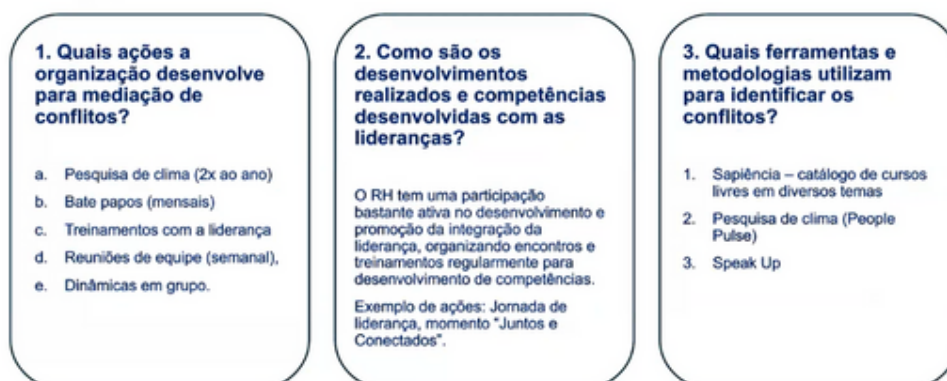 1. Quais ações a
organização desenvolve
para mediação de
conflitos?
a. Pesquisa de clima (2x ao ano)
b. Bate papos (mensais)
c. Treinamentos com a liderança
d. Reuniões de equipe (semanal),
e. Dinâmicas em grupo.
2. Como são os
desenvolvimentos
realizados e competências
desenvolvidas com as
lideranças?
O RH tem uma participação
bastante ativa no desenvolvimento e
promoção da integração da
liderança, organizando encontros e
treinamentos regularmente para
desenvolvimento de competências.
Exemplo de ações: Jornada de
liderança, momento "Juntos e
Conectados".
3. Quais ferramentas e
metodologias utilizam
para identificar os
conflitos?
1. Sapiência – catálogo de cursos
livres em diversos temas
2. Pesquisa de clima (People
Pulse)
3. Speak Up